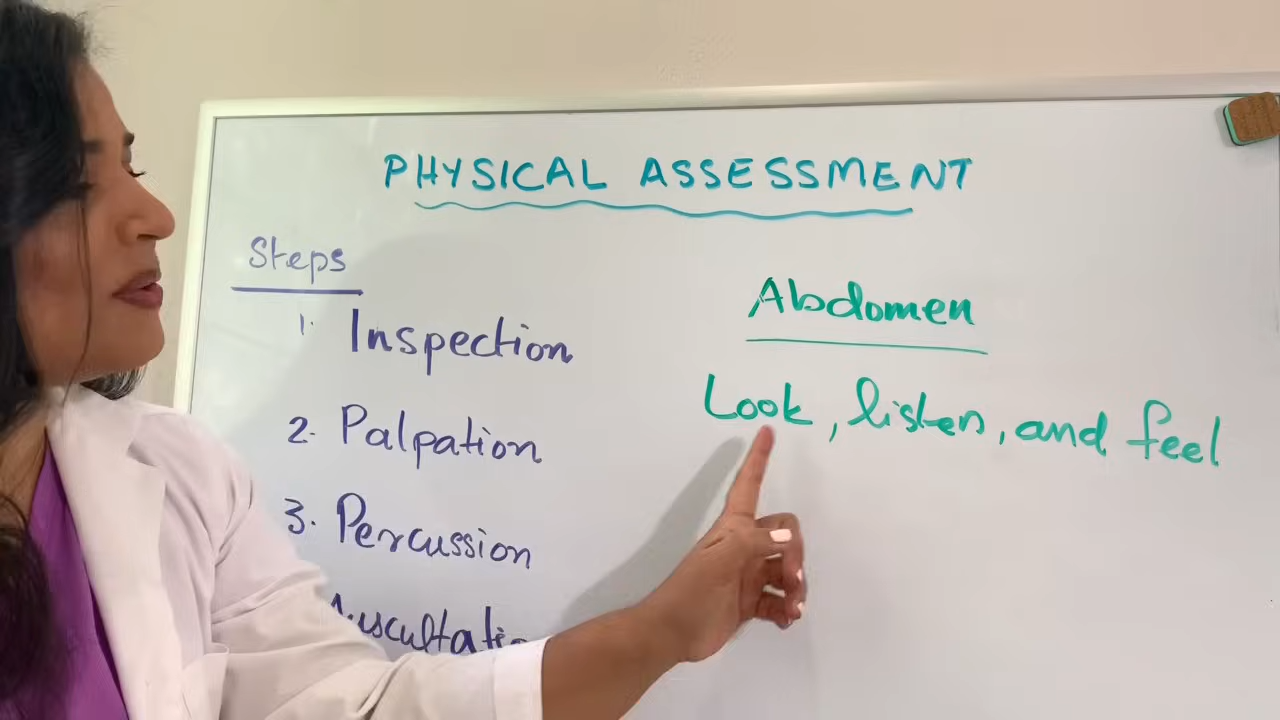 PHYSICAL ASSESSMENT
Steps
1. Inspection
2. Palpation
3. Percussion
Abdomen
Look, listen, and feel